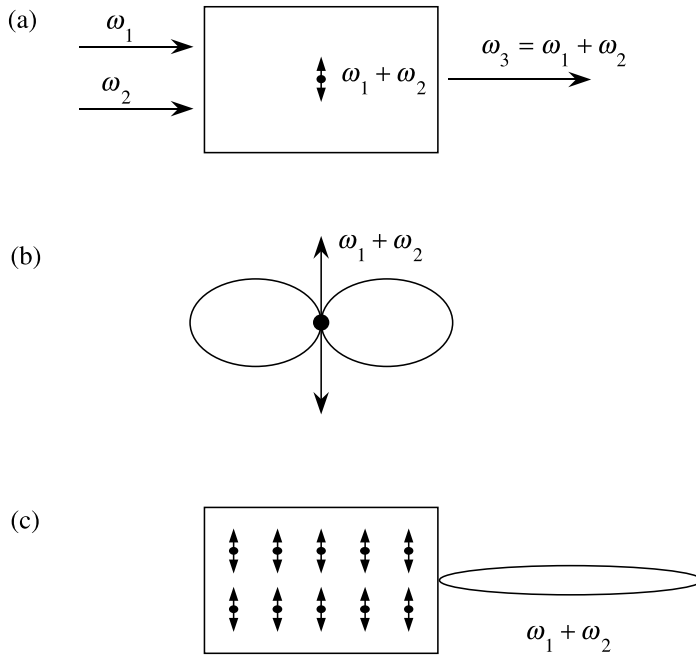 (a)
ω₁
ω₂
ω₁ + ω₂
ω₃ = ω₁ + ω₂
(b)
ω₁ + ω₂
(c)
ω₁ + ω₂